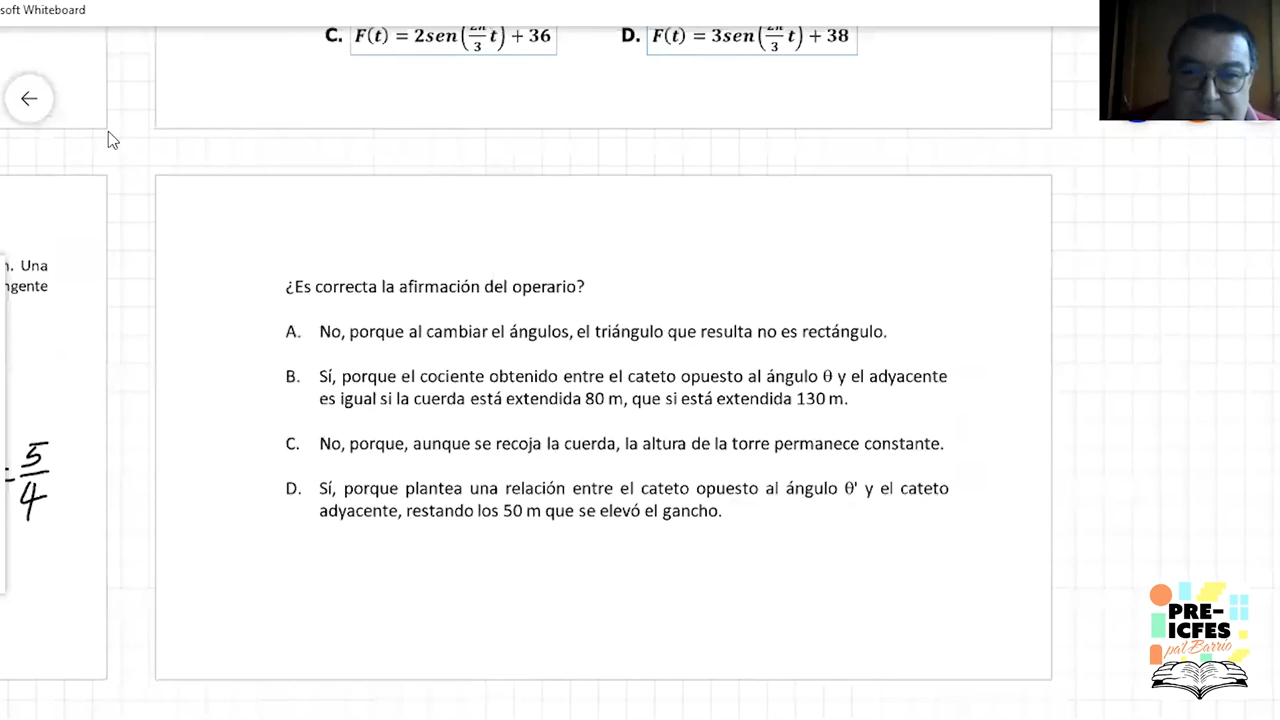 soft Whiteboard
C. F(t) = 2sen(2π/3 t) + 36 D. F(t) = 3sen(2π/3 t) + 38
n. Una
ngente
¿Es correcta la afirmación del operario?
A. No, porque al cambiar el ángulos, el triángulo que resulta no es rectángulo.
B. Sí, porque el cociente obtenido entre el cateto opuesto al ángulo θ y el adyacente
es igual si la cuerda está extendida 80 m, que si está extendida 130 m.
C. No, porque, aunque se recoja la cuerda, la altura de la torre permanece constante.
= 5/4
D. Sí, porque plantea una relación entre el cateto opuesto al ángulo θ' y el cateto
adyacente, restando los 50 m que se elevó el gancho.
PRE-
ICFES
pa'l Barrio